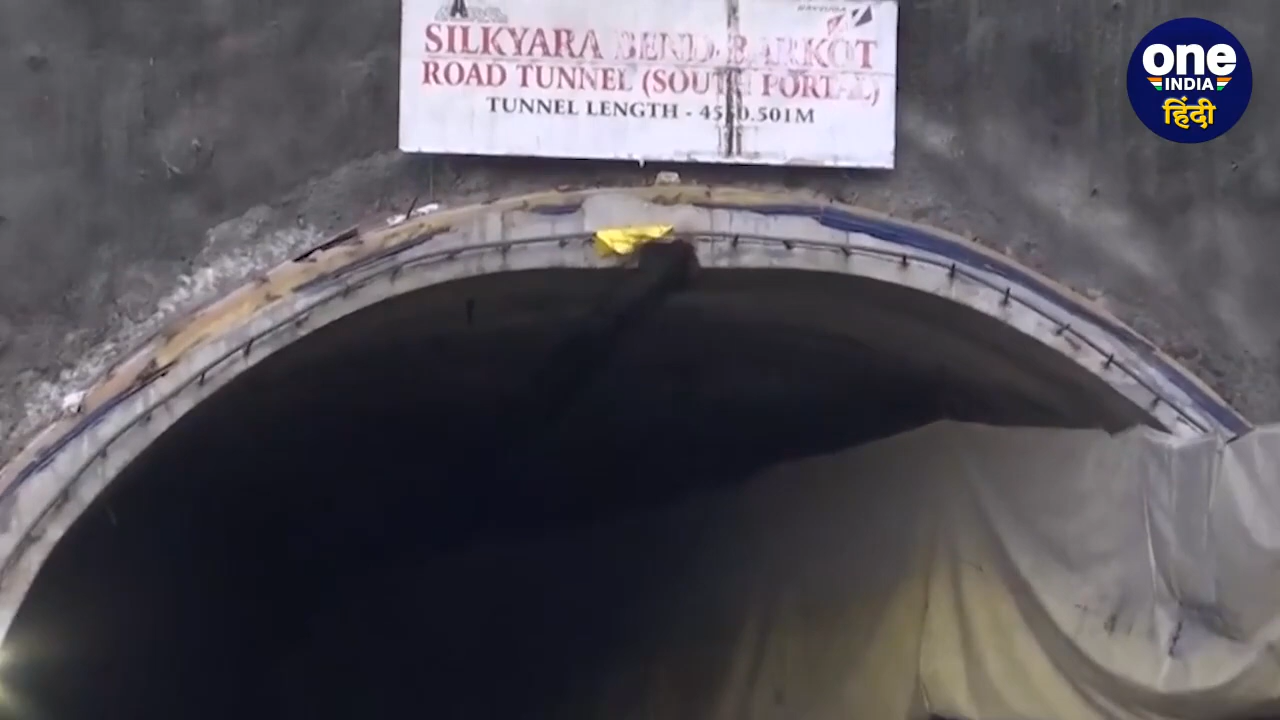 SILKYARA BEND-BARKOT
ROAD TUNNEL (SOUTH PORTAL)
TUNNEL LENGTH -
one
INDIA
हिंदी